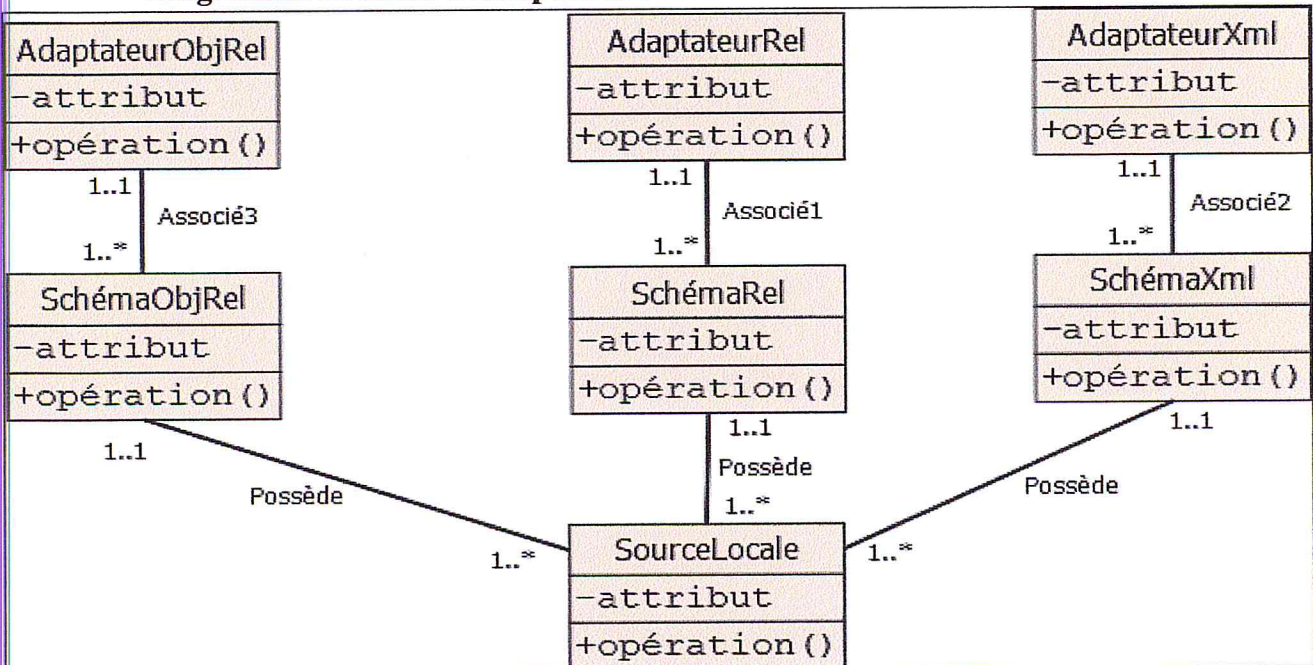 AdaptateurObjRel
-attribut
+opération()
AdaptateurRel
-attribut
+opération()
AdaptateurXml
-attribut
+opération()
1..1
Associé3
1..*
1..1
Associé1
1..*
1..1
Associé2
1..*
SchémaObjRel
-attribut
+opération()
SchémaRel
-attribut
+opération()
SchémaXml
-attribut
+opération()
1..1
Possède
1..*
1..1
Possède
1..*
1..1
Possède
1..*
SourceLocale
-attribut
+opération()